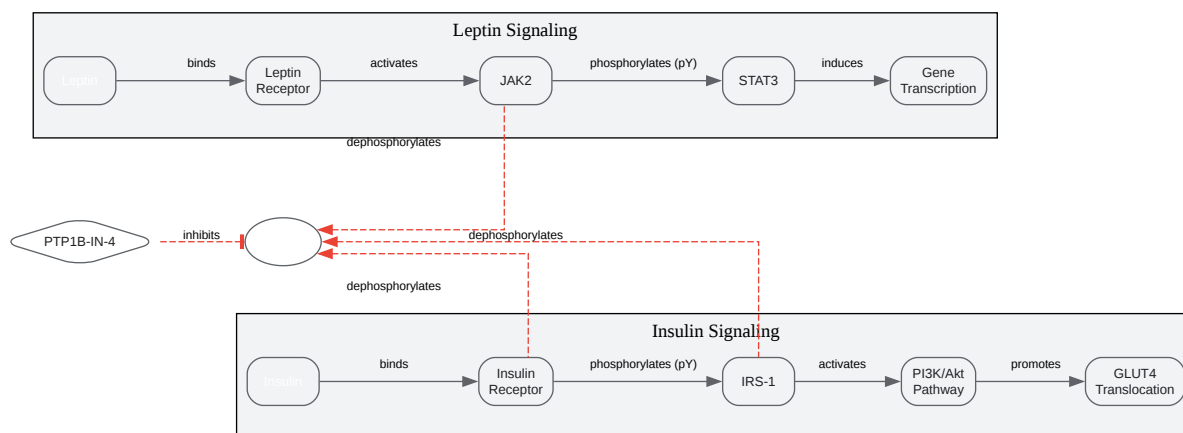 Leptin Signaling
Leptin
binds
Leptin
Receptor
activates
JAK2
phosphorylates (pY)
STAT3
induces
Gene
Transcription
dephosphorylates
PTP1B-IN-4
inhibits
dephosphorylates
dephosphorylates
Insulin Signaling
Insulin
binds
Insulin
Receptor
phosphorylates (pY)
IRS-1
activates
PI3K/Akt
Pathway
promotes
GLUT4
Translocation